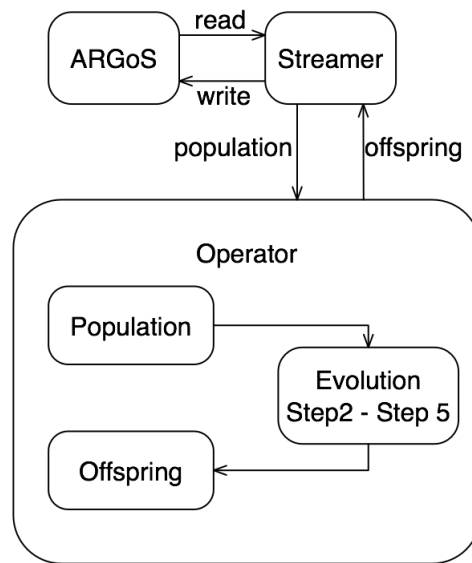 read
ARGoS
Streamer
write
population
offspring
Operator
Population
Evolution
Step2 - Step 5
Offspring